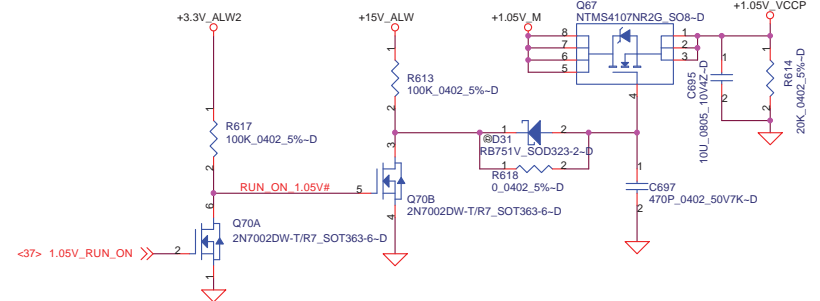 Q67
NTMS4107NR2G_SO8~D
+3.3V_ALW2
+15V_ALW
+1.05V_M
+1.05V_VCCP
8
7
6
5
1
2
3
4
1
2
R613
100K_0402_5%~D
1
2
C695
10U_0805_10V4Z~D
1
2
R614
20K_0402_5%~D
1
2
R617
100K_0402_5%~D
1
2
@D31
RB751V_SOD323-2~D
1
2
R618
0_0402_5%~D
RUN_ON_1.05V#
5
3
4
Q70B
2N7002DW-T/R7_SOT363-6~D
1
2
C697
470P_0402_50V7K~D
6
Q70A
2N7002DW-T/R7_SOT363-6~D
<37> 1.05V_RUN_ON
2
1